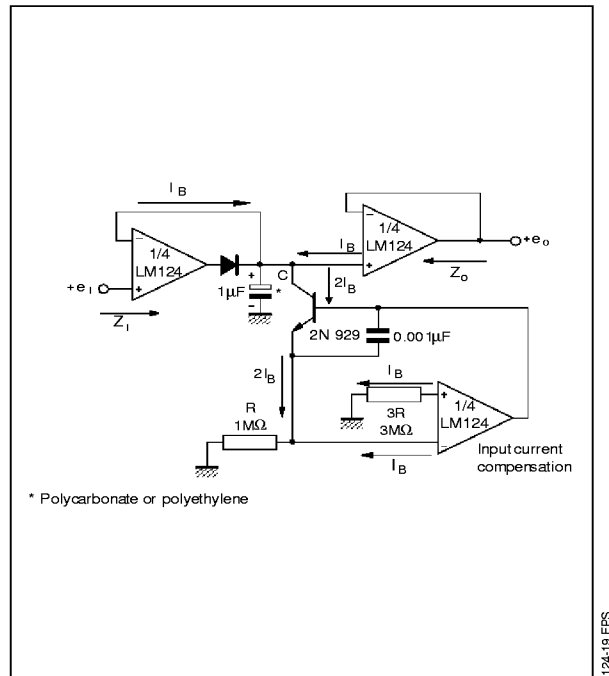 I B
1/4
LM124
+e I
Z I
+
1µF
*
C
I B
2I B
1/4
LM124
+e o
Z o
2N 929
0.001µF
2I B
R
1MΩ
I B
3R
3MΩ
1/4
LM124
I B
Input current
compensation
* Polycarbonate or polyethylene
124-19.EPS